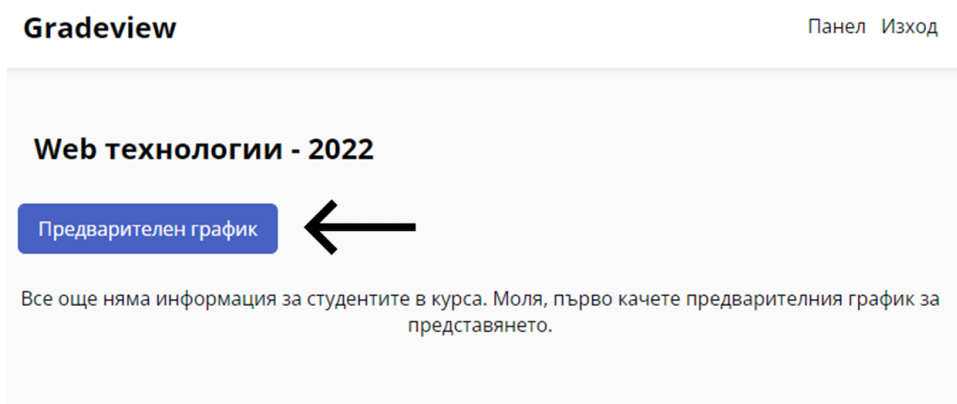 Gradeview
Панел Изход
Web технологии - 2022
Предварителен график
Все още няма информация за студентите в курса. Моля, първо качете предварителния график за
представянето.